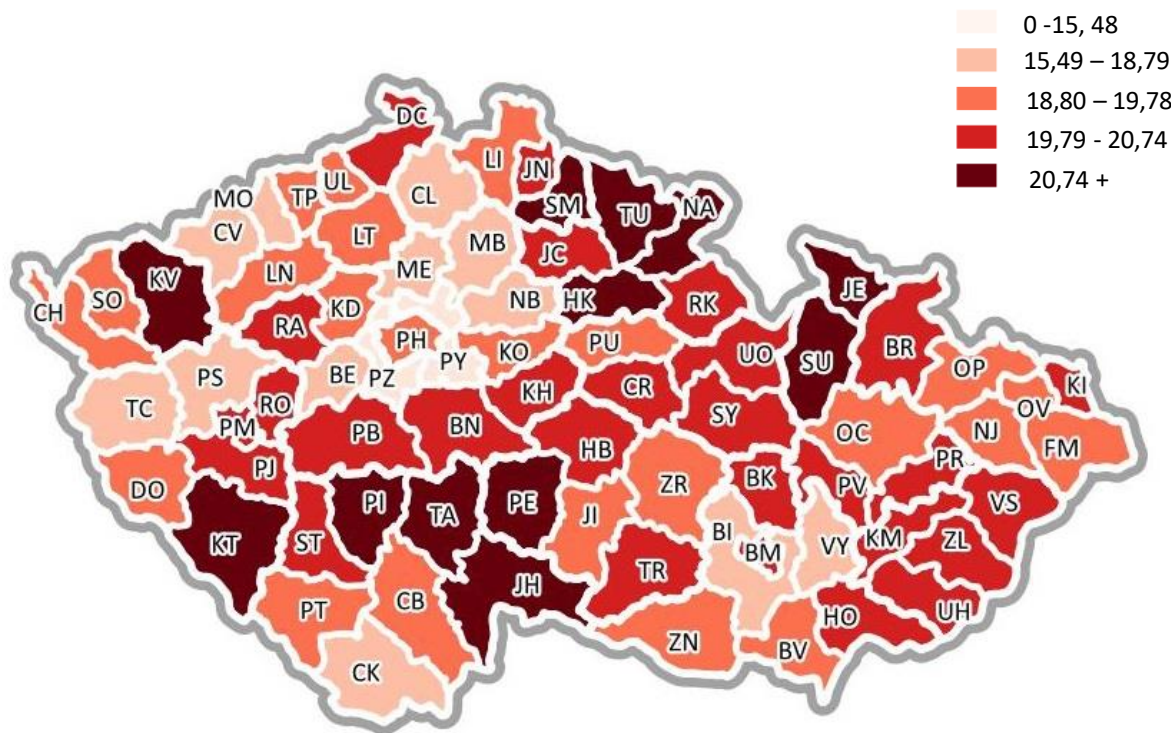 0 -15, 48
15,49 – 18,79
18,80 – 19,78
19,79 - 20,74
20,74 +
DC
LI
JN
UL
TP
MO
CL
SM
TU
NA
CV
LT
MB
JC
KV
LN
ME
SO
CH
KD
NB
HK
RK
JE
RA
PH
KO
PU
UO
SU
BR
OP
PY
BE
PZ
PS
TC
RO
KH
CR
SY
KI
OV
PM
PB
BN
HB
OC
NJ
FM
PJ
PR
DO
ZR
BK
PV
VS
PI
TA
PE
JI
KT
ST
BI
BM
VY
KM
ZL
TR
JH
CB
PT
HO
UH
ZN
BV
CK